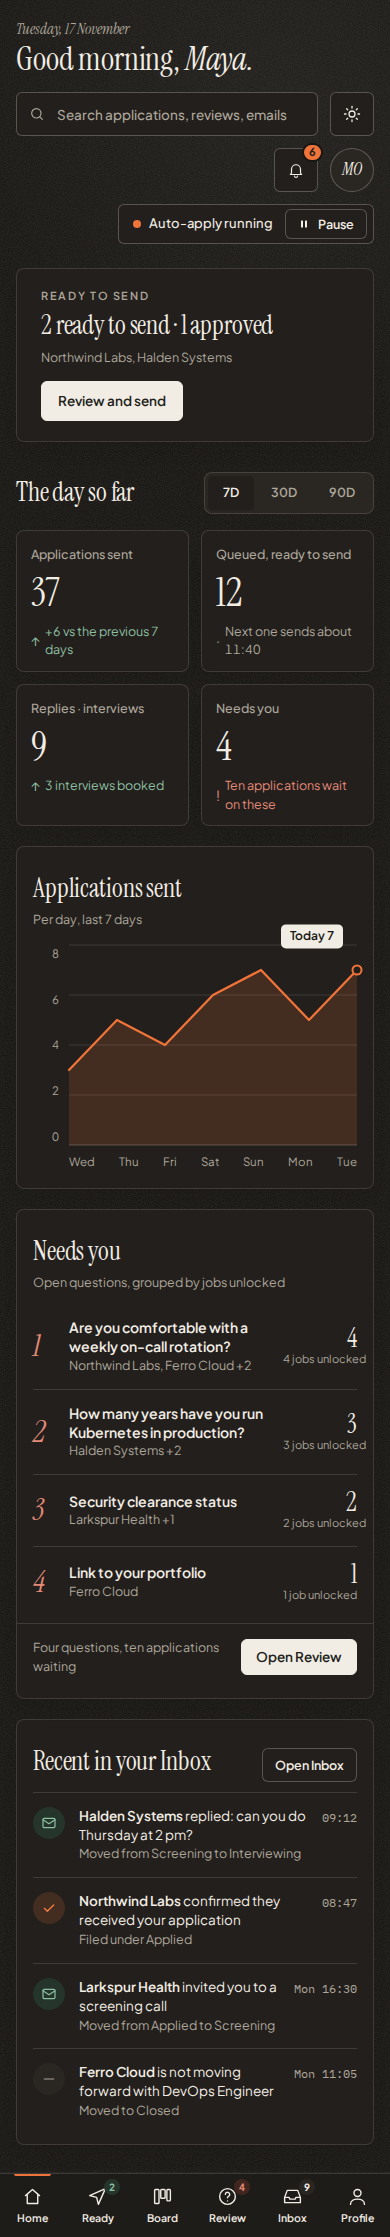 Tuesday, 17 November
Good morning, Maya.
Search applications, reviews, emails
6
MO
Auto-apply running
Pause
READY TO SEND
2 ready to send · 1 approved
Northwind Labs, Halden Systems
Review and send
The day so far
7D 30D 90D
Applications sent
37
↑ +6 vs the previous 7
days
Queued, ready to send
12
· Next one sends about
11:40
Replies · interviews
9
↑ 3 interviews booked
Needs you
4
! Ten applications wait
on these
Applications sent
Per day, last 7 days
Today 7
8
6
4
2
0
Wed Thu Fri Sat Sun Mon Tue
Needs you
Open questions, grouped by jobs unlocked
1
Are you comfortable with a
weekly on-call rotation?
Northwind Labs, Ferro Cloud +2
4
4 jobs unlocked
2
How many years have you run
Kubernetes in production?
Halden Systems +2
3
3 jobs unlocked
3
Security clearance status
Larkspur Health +1
2
2 jobs unlocked
4
Link to your portfolio
Ferro Cloud
1
1 job unlocked
Four questions, ten applications
waiting
Open Review
Recent in your Inbox
Open Inbox
Halden Systems replied: can you do
Thursday at 2 pm?
Moved from Screening to Interviewing
09:12
Northwind Labs confirmed they
received your application
Filed under Applied
08:47
Larkspur Health invited you to a
screening call
Moved from Applied to Screening
Mon 16:30
Ferro Cloud is not moving
forward with DevOps Engineer
Moved to Closed
Mon 11:05
2 4 9
Home Ready Board Review Inbox Profile